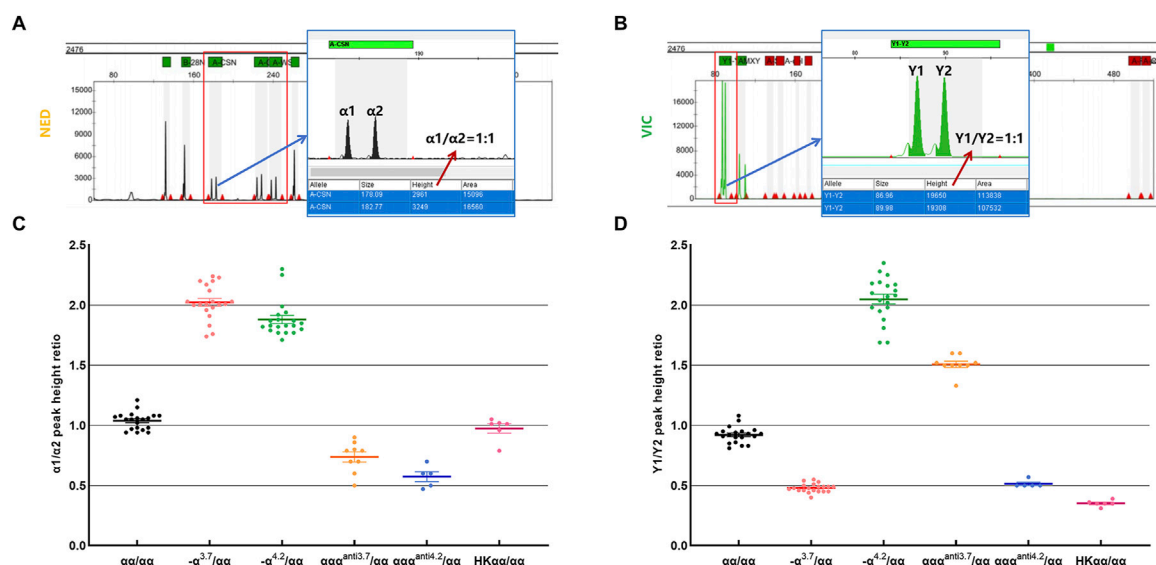 A
2476
B-28N
A-CSN
80
160
240
NED
18000
15000
12000
9000
6000
3000
0
A-CSN
190
α1
α2
α1/α2=1:1
Allele Size Height Area
A-CSN 178.09 2961 15096
A-CSN 182.77 3249 16560
B
2476
80
160
400
480
VIC
16000
12000
8000
4000
0
Y1-Y2
80
90
Y1
Y2
Y1/Y2=1:1
Allele Size Height Area
Y1-Y2 86.96 19650 113838
Y1-Y2 89.98 19308 107532
C
α1/α2 peak height ratio
2.5
2.0
1.5
1.0
0.5
0.0
αα/αα
-α3.7/αα
-α4.2/αα
αααanti3.7/αα
αααanti4.2/αα
HKαα/αα
D
Y1/Y2 peak height ratio
2.5
2.0
1.5
1.0
0.5
0.0
αα/αα
-α3.7/αα
-α4.2/αα
αααanti3.7/αα
αααanti4.2/αα
HKαα/αα